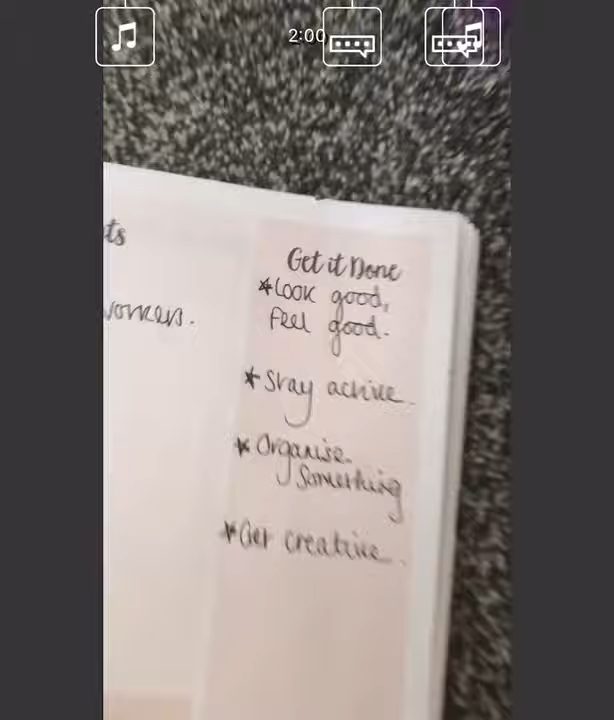 2:00
ts
workers.
Get it Done
*Look good,
Feel good.
*Stay active.
*Organise
Something
*Get creative.